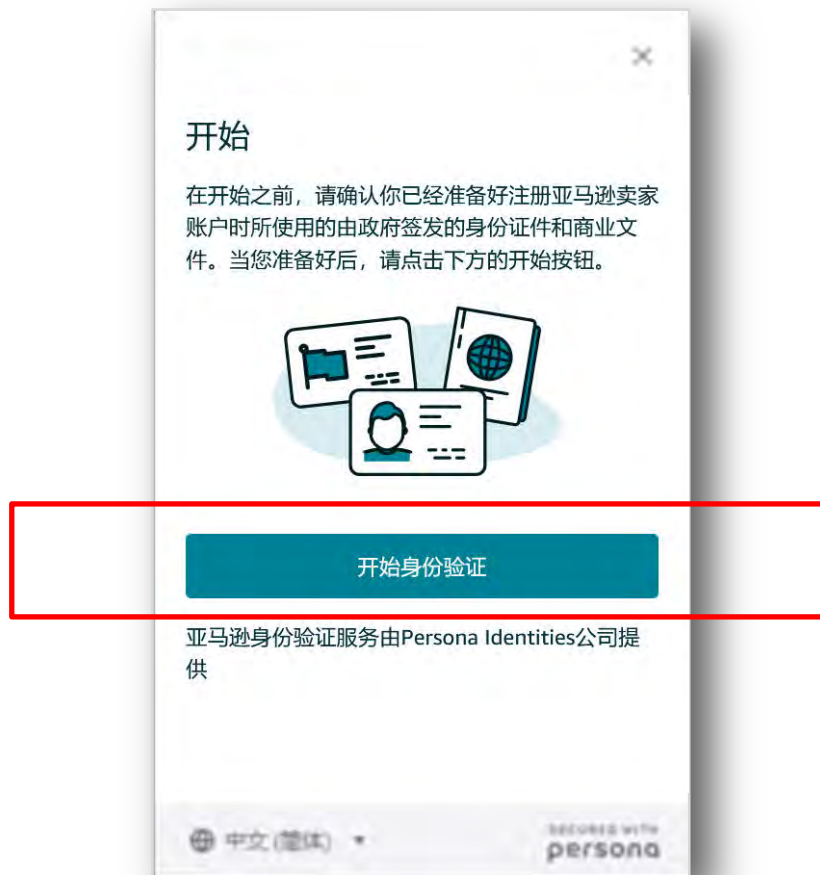 开始
在开始之前，请确认你已经准备好注册亚马逊卖家
账户时所使用的由政府签发的身份证件和商业文
件。当您准备好后，请点击下方的开始按钮。
开始身份验证
亚马逊身份验证服务由Persona Identities公司提
供
中文 (简体)
SECURED WITH
persona